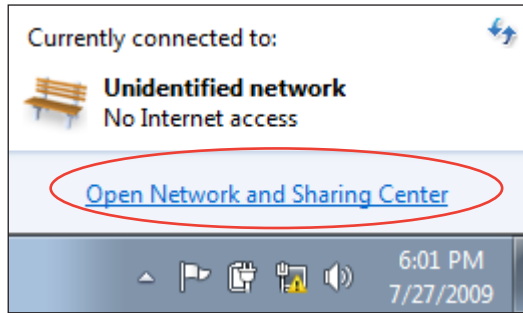 Currently connected to:
Unidentified network
No Internet access
Open Network and Sharing Center
6:01 PM
7/27/2009